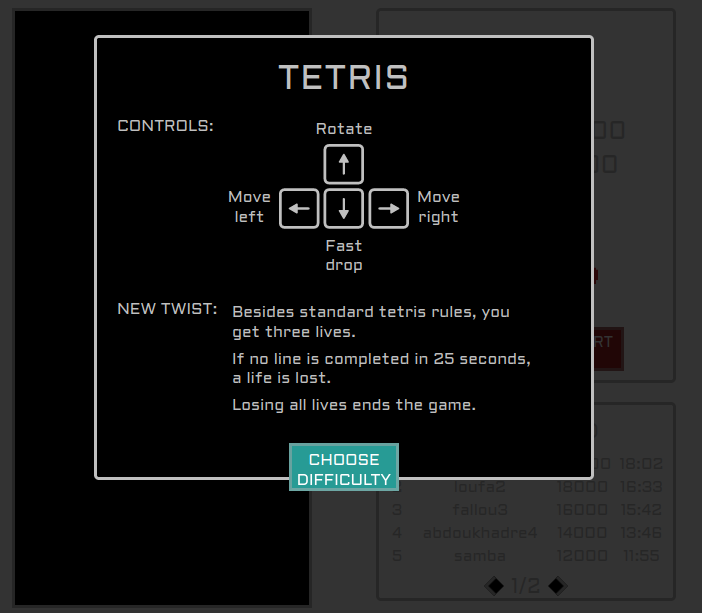 TETRIS
CONTROLS:
Rotate
Move
left
Move
right
Fast
drop
NEW TWIST:
Besides standard tetris rules, you
get three lives.
If no line is completed in 25 seconds,
a life is lost.
Losing all lives ends the game.
CHOOSE
DIFFICULTY
RT
18:02
loufa2 18000 16:33
3 fallou3 16000 15:42
4 abdoukhadre4 14000 13:46
5 samba 12000 11:55
1/2